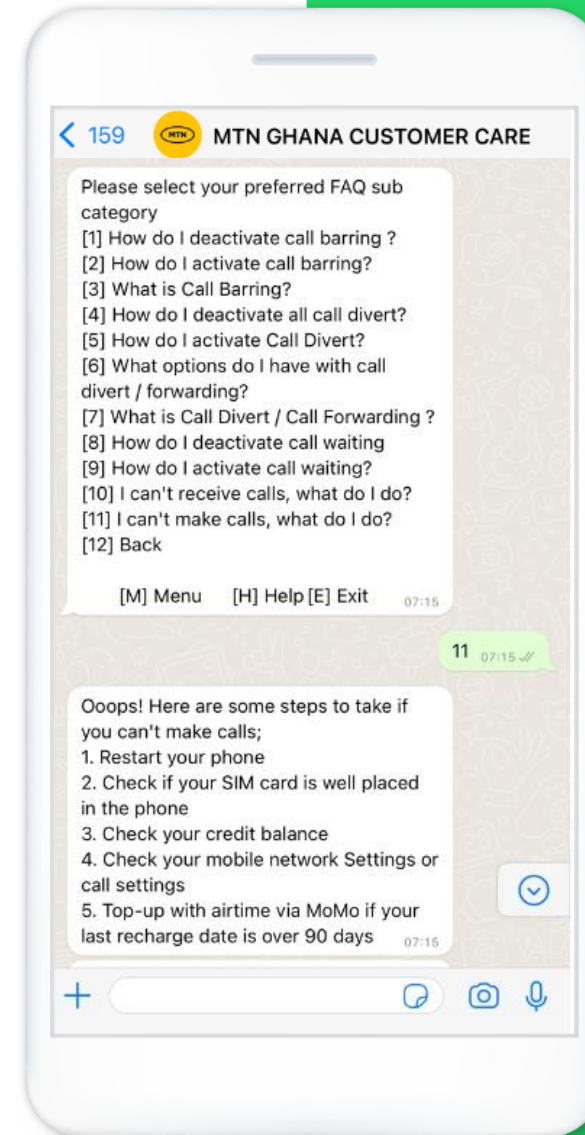 159 MTN MTN GHANA CUSTOMER CARE
Please select your preferred FAQ sub
category
[1] How do I deactivate call barring ?
[2] How do I activate call barring?
[3] What is Call Barring?
[4] How do I deactivate all call divert?
[5] How do I activate Call Divert?
[6] What options do I have with call
divert / forwarding?
[7] What is Call Divert / Call Forwarding ?
[8] How do I deactivate call waiting
[9] How do I activate call waiting?
[10] I can't receive calls, what do I do?
[11] I can't make calls, what do I do?
[12] Back
[M] Menu [H] Help [E] Exit 07:15
11 07:15
Ooops! Here are some steps to take if
you can't make calls;
1. Restart your phone
2. Check if your SIM card is well placed
in the phone
3. Check your credit balance
4. Check your mobile network Settings or
call settings
5. Top-up with airtime via MoMo if your
last recharge date is over 90 days 07:15